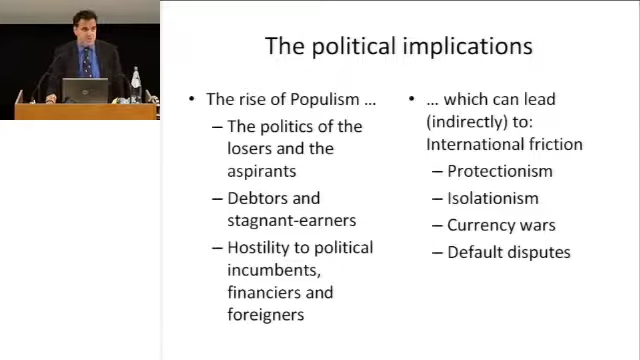 The political implications
• The rise of Populism …
– The politics of the
losers and the
aspirants
– Debtors and
stagnant-earners
– Hostility to political
incumbents,
financiers and
foreigners
• … which can lead
(indirectly) to:
International friction
– Protectionism
– Isolationism
– Currency wars
– Default disputes